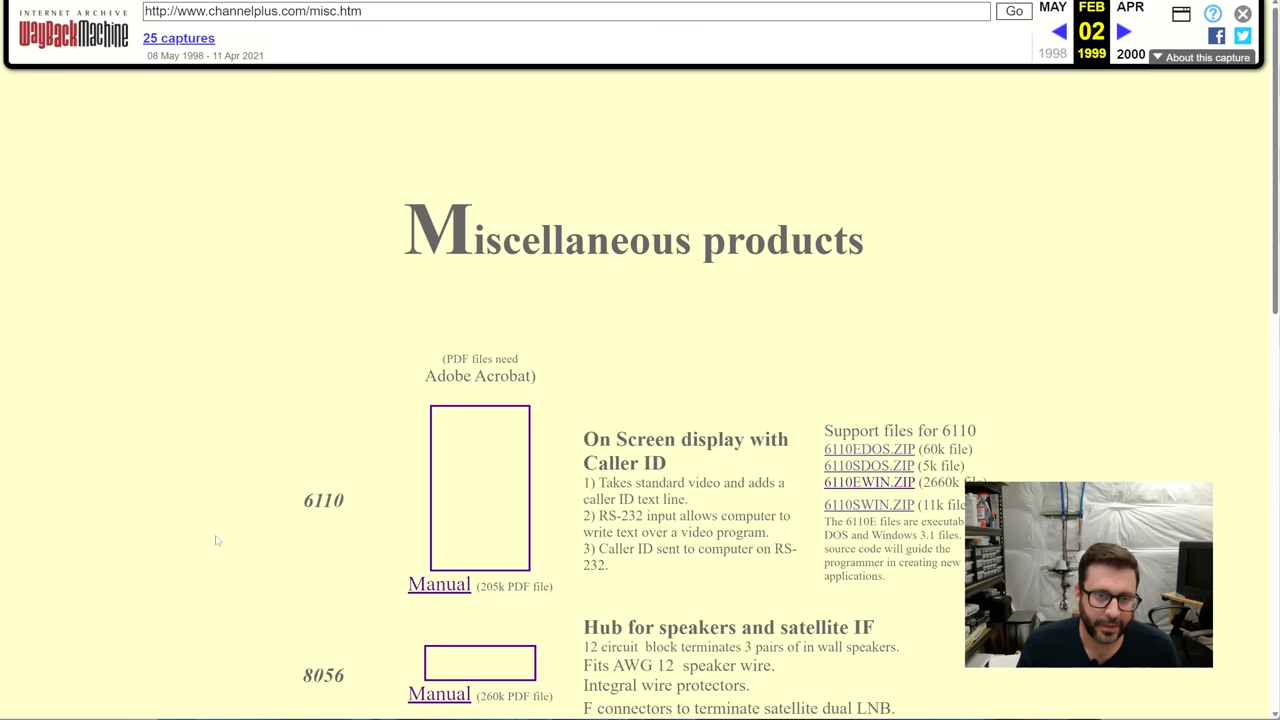 INTERNET ARCHIVE
WayBackMachine
http://www.channelplus.com/misc.htm
Go
MAY
FEB
APR
25 captures
02
08 May 1998 - 11 Apr 2021
1998
1999
2000
About this capture
Miscellaneous products
(PDF files need
Adobe Acrobat)
6110
Manual (205k PDF file)
On Screen display with
Caller ID
1) Takes standard video and adds a
caller ID text line.
2) RS-232 input allows computer to
write text over a video program.
3) Caller ID sent to computer on RS-
232.
Support files for 6110
6110EDOS.ZIP (60k file)
6110SDOS.ZIP (5k file)
6110EWIN.ZIP (2660k file)
6110SWIN.ZIP (11k file
The 6110E files are executab
DOS and Windows 3.1 files.
source code will guide the
programmer in creating new
applications.
8056
Manual (260k PDF file)
Hub for speakers and satellite IF
12 circuit block terminates 3 pairs of in wall speakers.
Fits AWG 12 speaker wire.
Integral wire protectors.
F connectors to terminate satellite dual LNB.